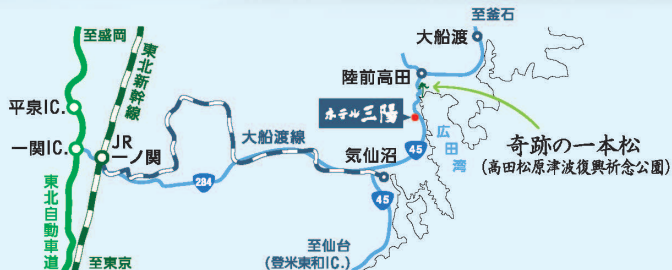 至釜石
大船渡
至盛岡
東北新幹線
陸前高田
平泉IC.
ホテル三陽
広田湾
奇跡の一本松
(高田松原津波復興祈念公園)
一関IC.
JR
一ノ関
大船渡線
気仙沼
45
284
45
東北自動車道
至仙台
(登米東和IC.)
至東京